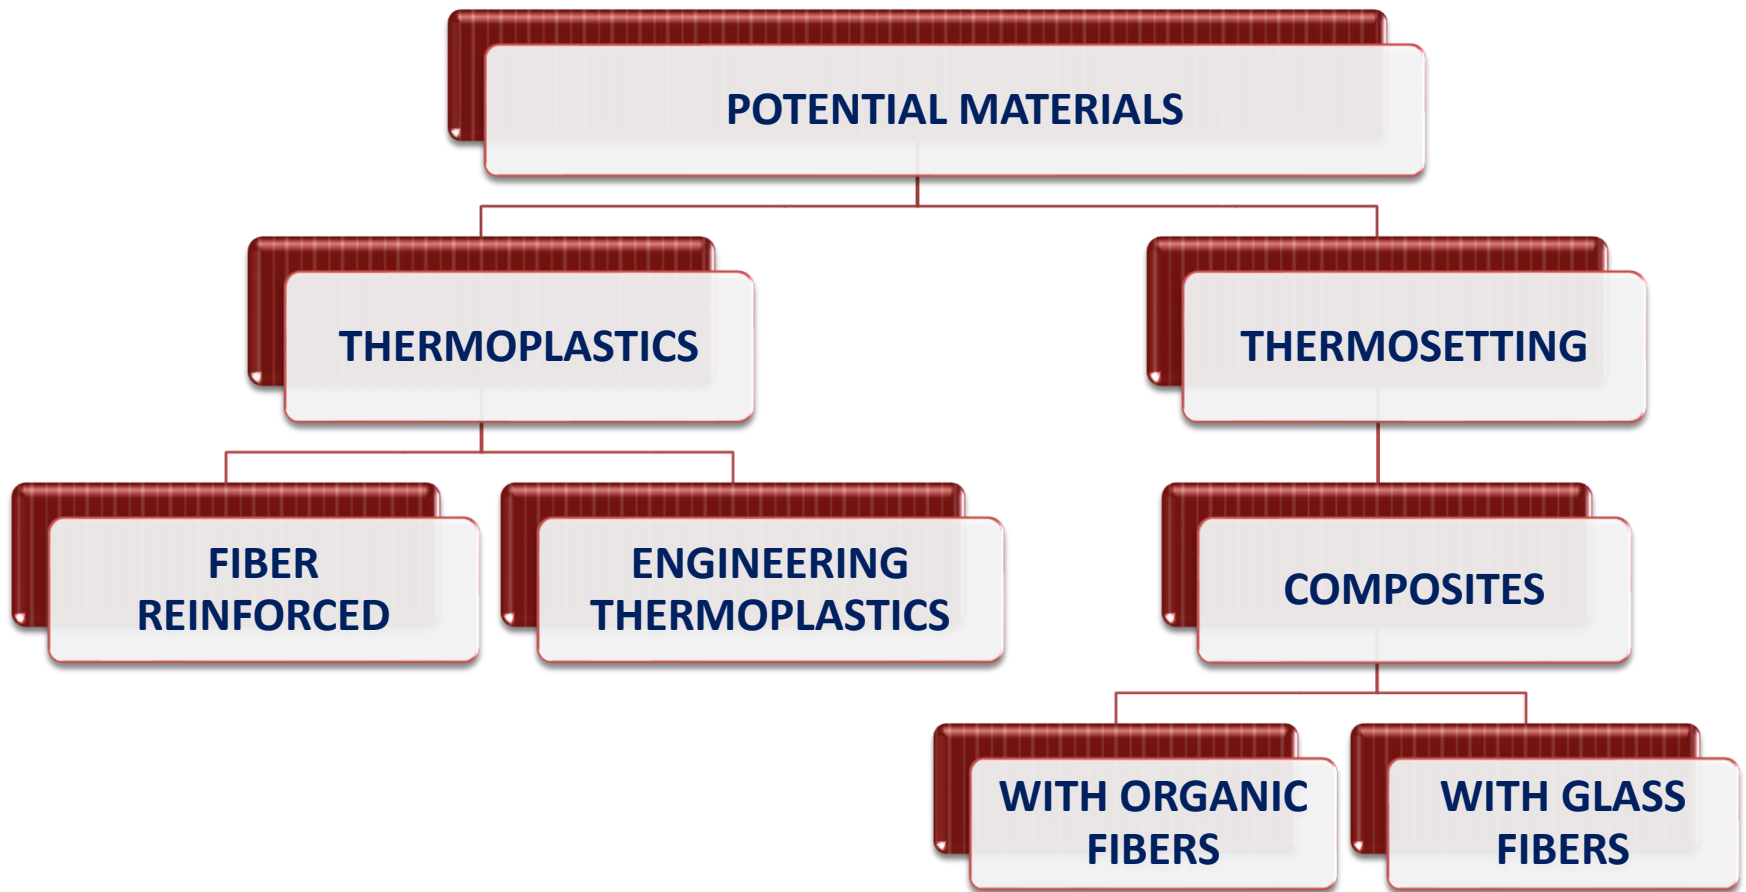 POTENTIAL MATERIALS
THERMOPLASTICS
THERMOSETTING
FIBER
REINFORCED
ENGINEERING
THERMOPLASTICS
COMPOSITES
WITH ORGANIC
FIBERS
WITH GLASS
FIBERS